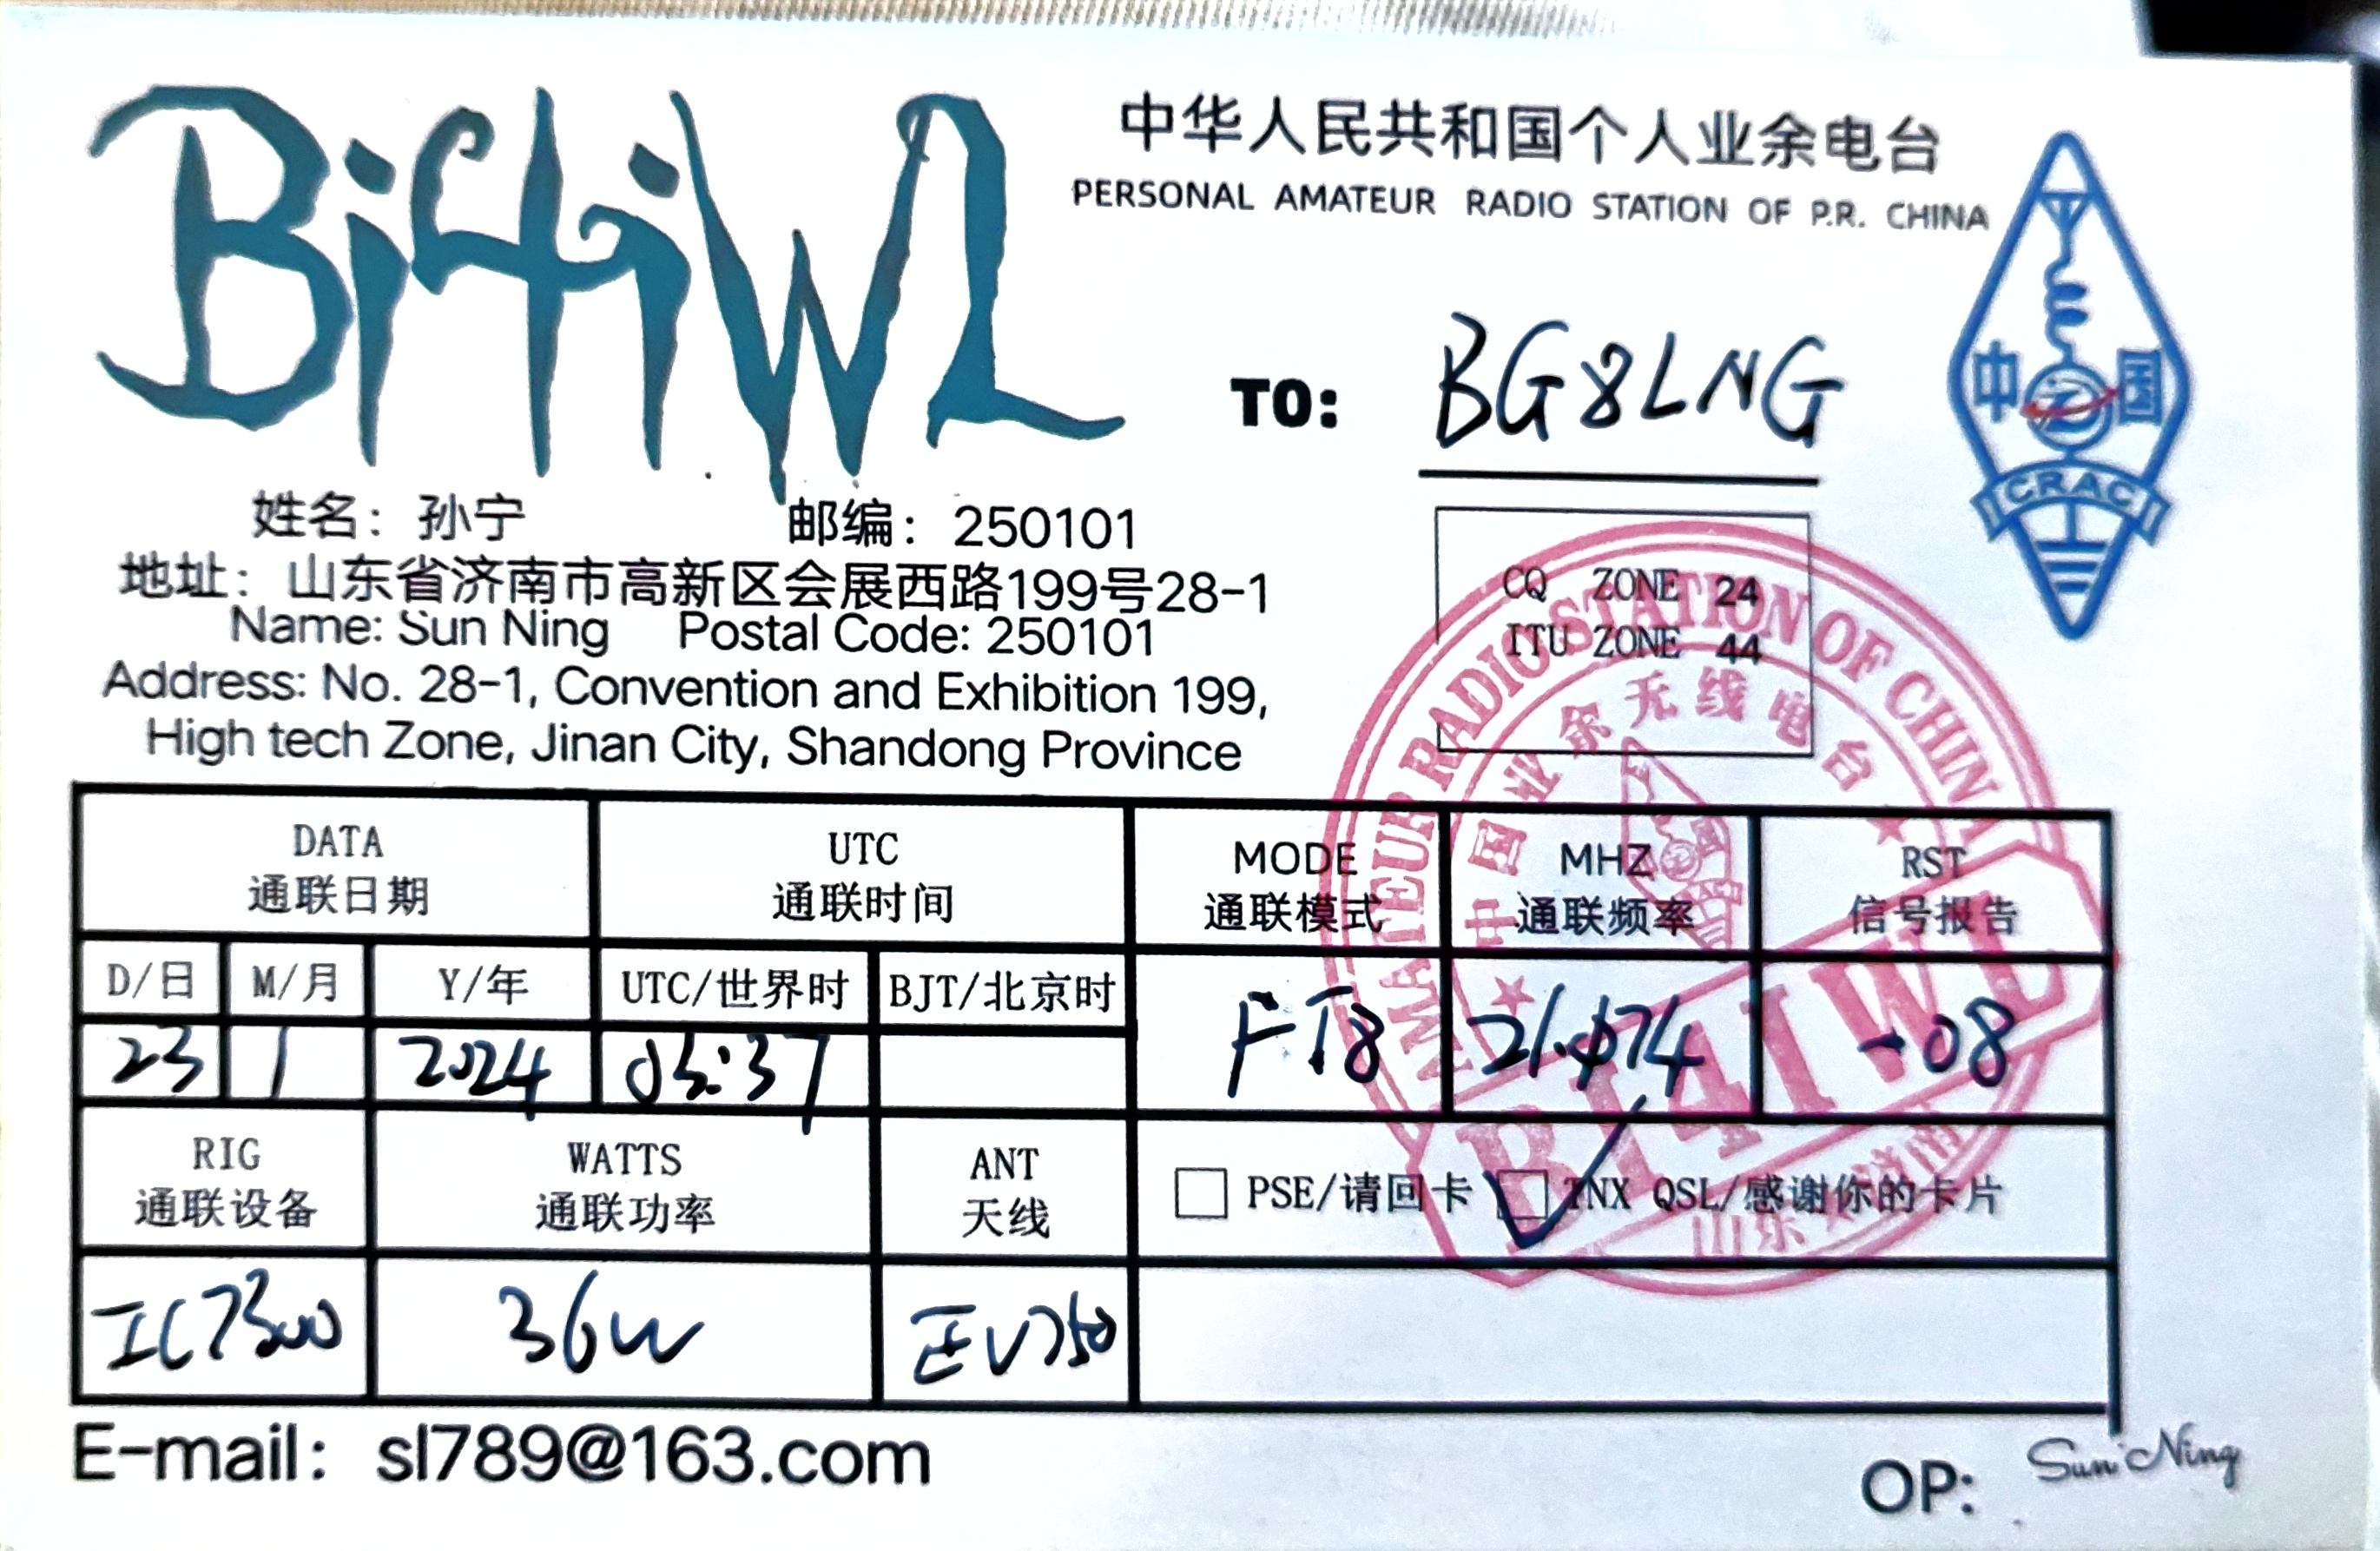 Bi4iWL
中华人民共和国个人业余电台
PERSONAL AMATEUR RADIO STATION OF P.R. CHINA
TO: BG8LNG
中国
CRAC
姓名：孙宁 邮编：250101
地址：山东省济南市高新区会展西路199号28-1
Name: Sun Ning Postal Code: 250101
Address: No. 28-1, Convention and Exhibition 199,
High tech Zone, Jinan City, Shandong Province
CQ ZONE 24
ITU ZONE 44
AMATEUR RADIO STATION OF CHINA
中国业余无线电台
BI4IWL
山东 济南
DATA UTC MODE MHZ RST
通联日期 通联时间 通联模式 通联频率 信号报告
D/日 M/月 Y/年 UTC/世界时 BJT/北京时
23 1 2024 05:37 FT8 21.074 -08
RIG WATTS ANT
通联设备 通联功率 天线
PSE/请回卡 TNX QSL/感谢你的卡片
IC7300 36W
E-mail：sl789@163.com
OP: Sun Ning